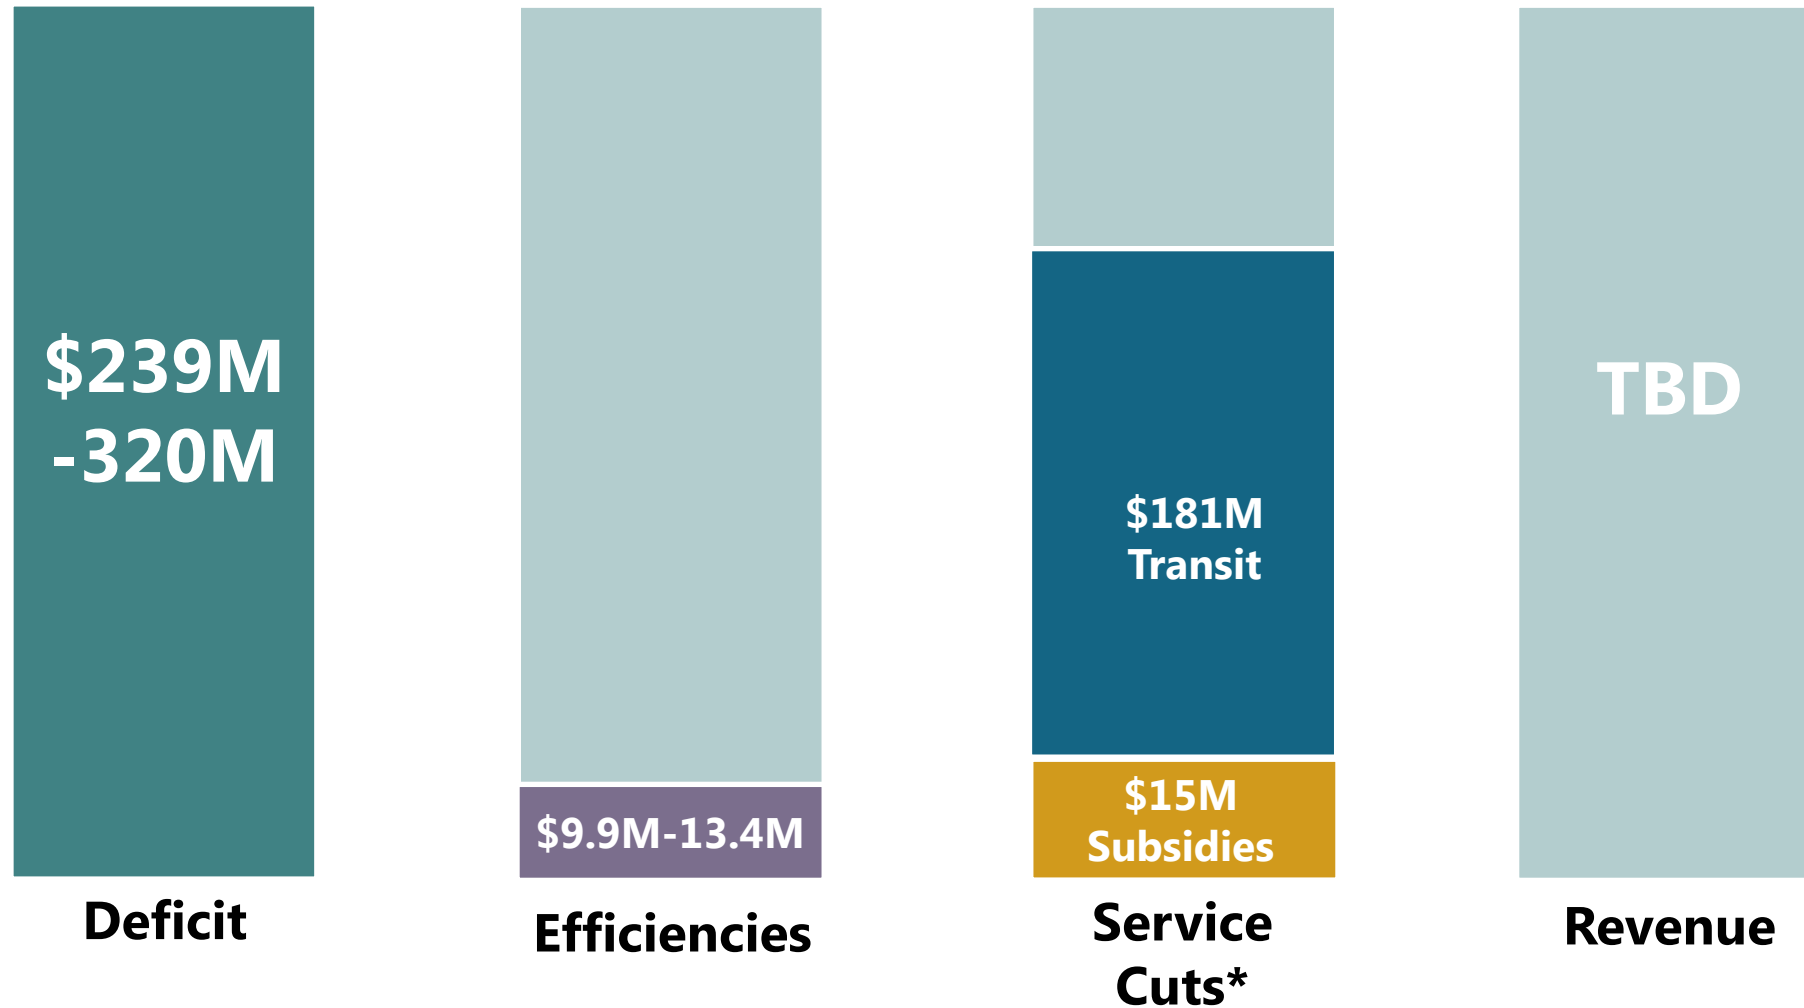 $239M
-320M
Deficit
$9.9M-13.4M
Efficiencies
$181M
Transit
$15M
Subsidies
Service
Cuts*
TBD
Revenue